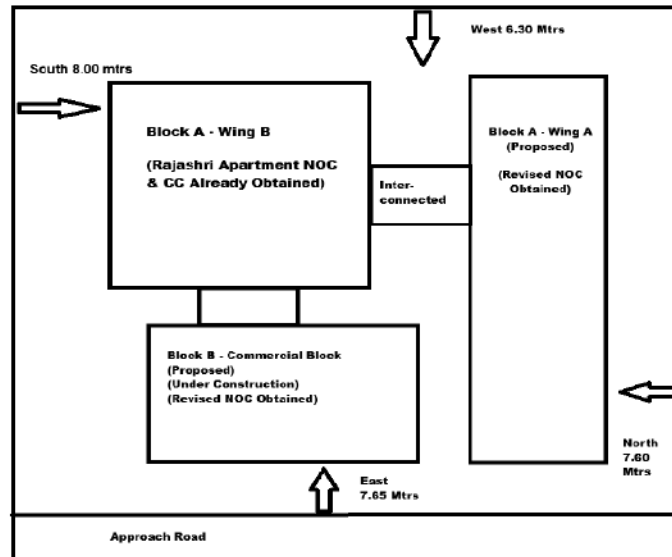 West 6.30 Mtrs
South 8.00 mtrs
Block A - Wing B
(Rajashri Apartment NOC
& CC Already Obtained)
Inter-
connected
Block A - Wing A
(Proposed)
(Revised NOC
Obtained)
Block B - Commercial Block
(Proposed)
(Under Construction)
(Revised NOC Obtained)
North
7.60
Mtrs
East
7.65 Mtrs
Approach Road